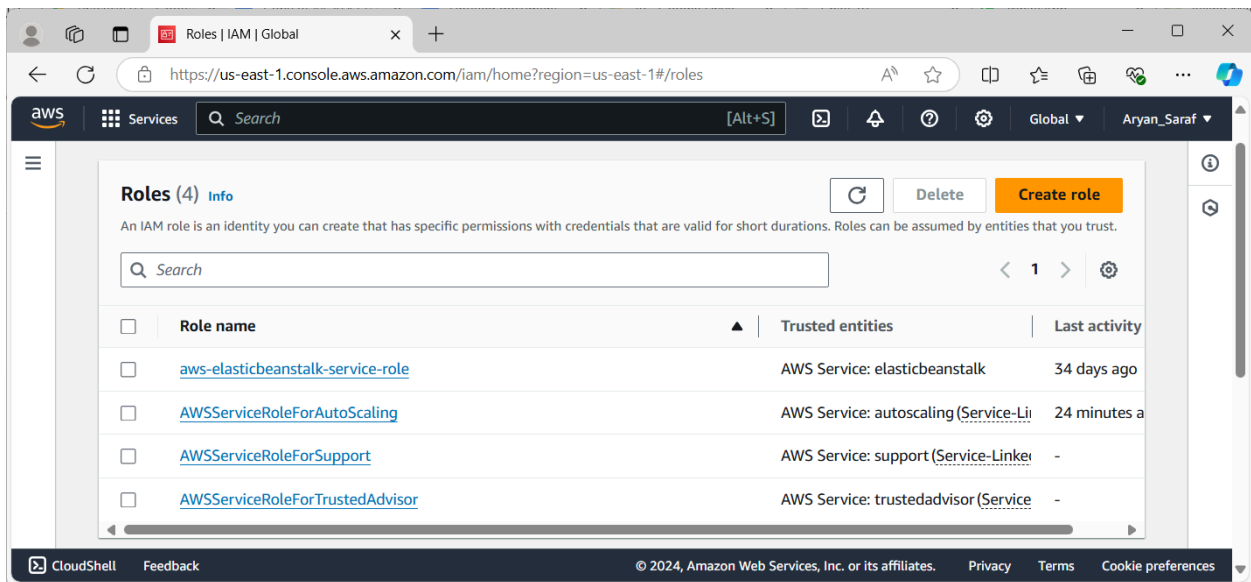 Roles | IAM | Global
https://us-east-1.console.aws.amazon.com/iam/home?region=us-east-1#/roles
aws
Services
Search
[Alt+S]
Global
Aryan_Saraf
Roles (4) Info
Delete
Create role
An IAM role is an identity you can create that has specific permissions with credentials that are valid for short durations. Roles can be assumed by entities that you trust.
Search
1
Role name Trusted entities Last activity
aws-elasticbeanstalk-service-role AWS Service: elasticbeanstalk 34 days ago
AWSServiceRoleForAutoScaling AWS Service: autoscaling (Service-Li 24 minutes a
AWSServiceRoleForSupport AWS Service: support (Service-Linke -
AWSServiceRoleForTrustedAdvisor AWS Service: trustedadvisor (Service -
CloudShell Feedback © 2024, Amazon Web Services, Inc. or its affiliates. Privacy Terms Cookie preferences